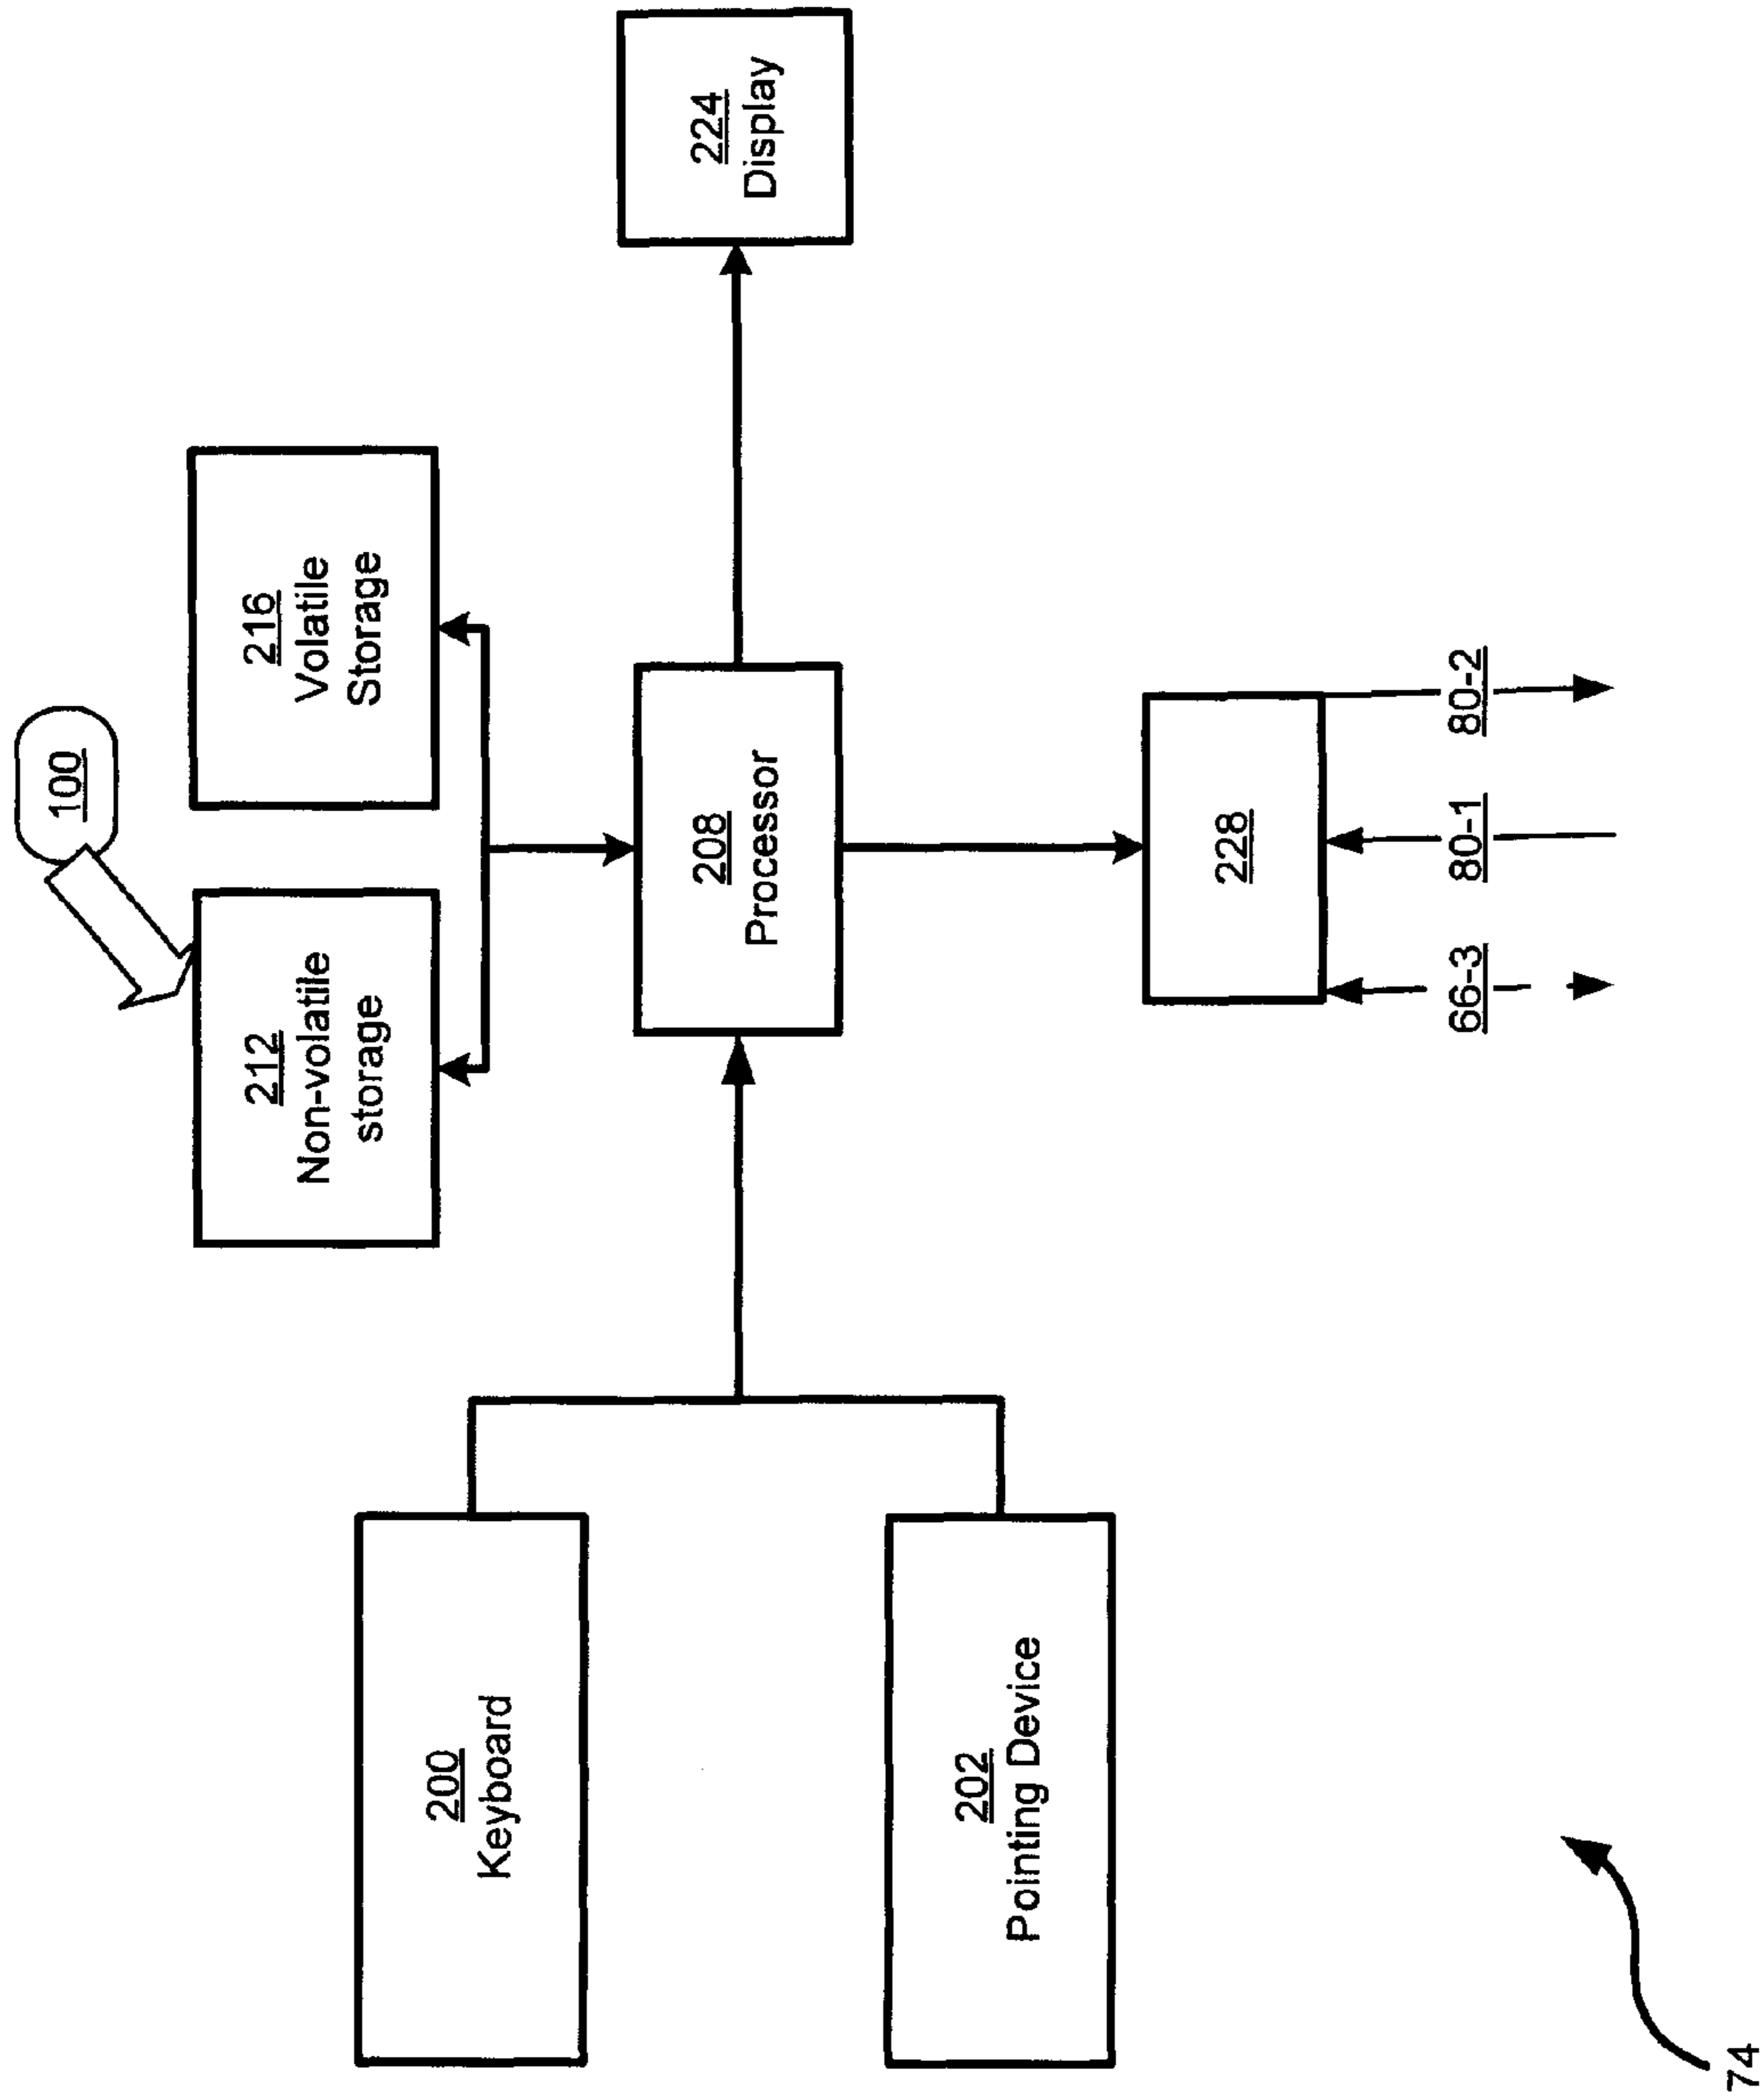 100
212
Non-volatile
storage
216
Volatile
Storage
200
Keyboard
202
Pointing Device
208
Processor
224
Display
228
66-3
80-1
80-2
74